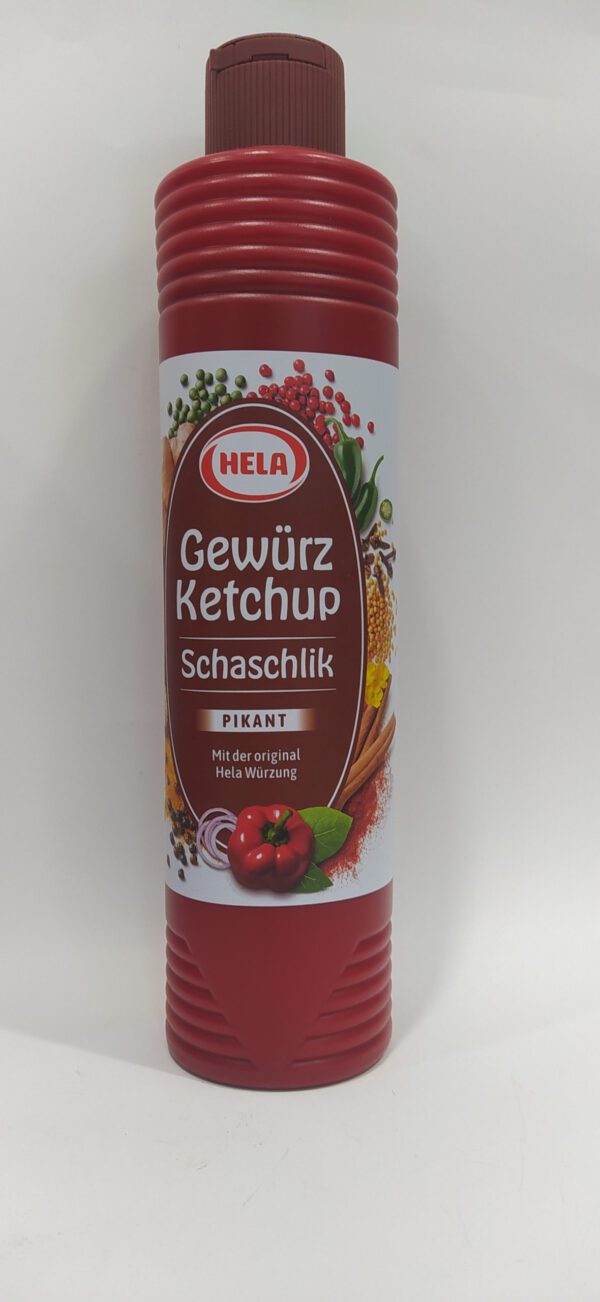 HELA
Gewürz
Ketchup
Schaschlik
PIKANT
Mit der original
Hela Würzung